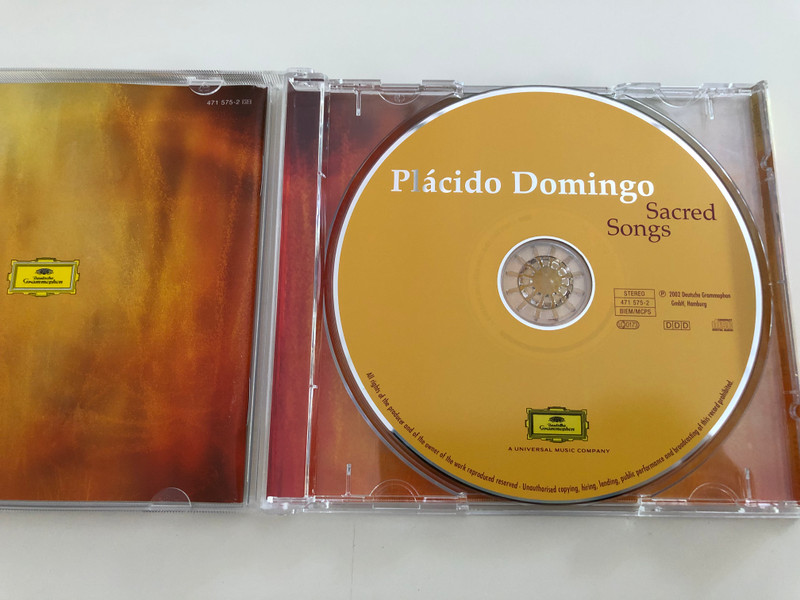 471 575-2
Deutsche
Grammophon
Plácido Domingo
Sacred
Songs
STEREO
471 575-2
BIEM/MCPS
Ⓟ 2002 Deutsche Grammophon
GmbH, Hamburg
DDD
Deutsche
Grammophon
A UNIVERSAL MUSIC COMPANY
All rights of the producer and of the owner of the work reproduced reserved · Unauthorised copying, hiring, lending, public performance and broadcasting of this record prohibited.